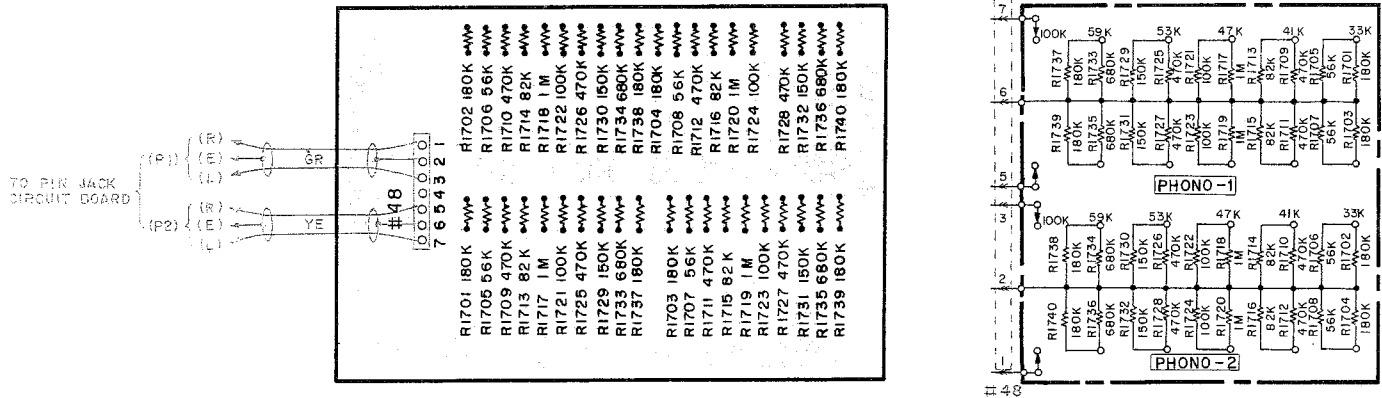 R1702 180K
R1706 56K
R1710 470K
R1714 82K
R1718 1M
R1722 100K
R1726 470K
R1730 150K
R1734 680K
R1738 180K
R1704 180K
R1708 56K
R1712 470K
R1716 82K
R1720 1M
R1724 100K
R1728 470K
R1732 150K
R1736 680K
R1740 180K
70 PIN JACK
CIRCUIT BOARD
(P1)
(R)
(E)
(L)
GR
(P2)
(R)
(E)
(L)
YE
#48
1
2
3
4
5
6
7
R1701 180K
R1705 56K
R1709 470K
R1713 82K
R1717 1M
R1721 100K
R1725 470K
R1729 150K
R1733 680K
R1737 180K
R1703 180K
R1707 56K
R1711 470K
R1715 82K
R1719 1M
R1723 100K
R1727 470K
R1731 150K
R1735 680K
R1739 180K
7
100K
59K
53K
47K
41K
33K
R1737
180K
R1733
680K
R1729
150K
R1725
470K
R1721
100K
R1717
1M
R1713
82K
R1709
470K
R1705
56K
R1701
180K
6
R1739
180K
R1735
680K
R1731
150K
R1727
470K
R1723
100K
R1719
1M
R1715
82K
R1711
470K
R1707
56K
R1703
180K
5
PHONO-1
3
100K
59K
53K
47K
41K
33K
R1738
180K
R1734
680K
R1730
150K
R1726
470K
R1722
100K
R1718
1M
R1714
82K
R1710
470K
R1706
56K
R1702
180K
2
R1740
180K
R1736
680K
R1732
150K
R1728
470K
R1724
100K
R1720
1M
R1716
82K
R1712
470K
R1708
56K
R1704
180K
1
PHONO-2
#48